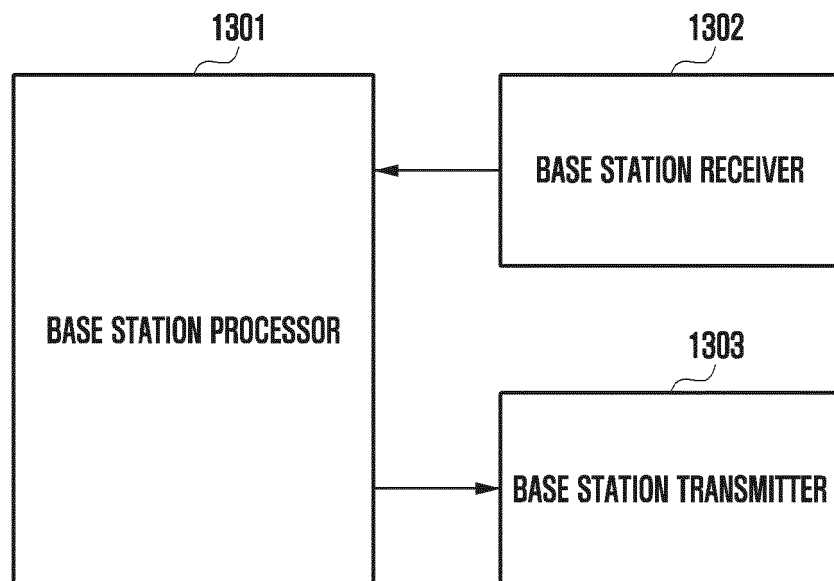 1301
1302
BASE STATION RECEIVER
BASE STATION PROCESSOR
1303
BASE STATION TRANSMITTER